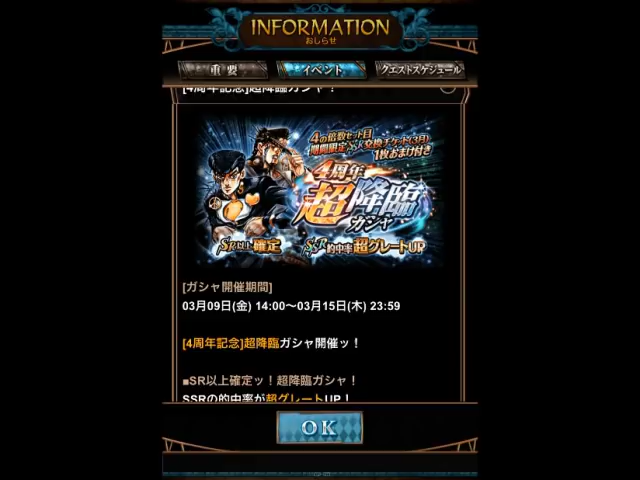 INFORMATION
おしらせ
重要
イベント
クエストスケジュール
[4周年記念]超降臨ガシャ！
4の倍数セット目
期間限定SSR交換チケット(3月)
1枚おまけ付き
4周年
超降臨
ガシャ
SR以上確定
SSR的中率超グレートUP
[ガシャ開催期間]
03月09日(金) 14:00〜03月15日(木) 23:59
[4周年記念]超降臨ガシャ開催ッ！
■SR以上確定ッ！超降臨ガシャ！
SSRの的中率が超グレートUP！
OK